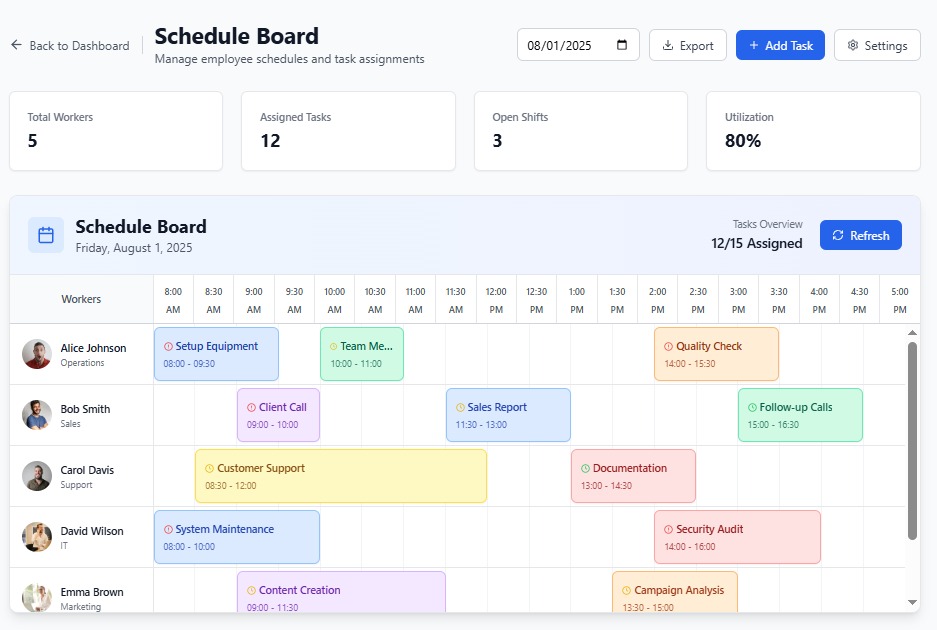 Back to Dashboard
Schedule Board
Manage employee schedules and task assignments
08/01/2025
Export
Add Task
Settings
Total Workers
5
Assigned Tasks
12
Open Shifts
3
Utilization
80%
Schedule Board
Friday, August 1, 2025
Tasks Overview
12/15 Assigned
Refresh
Workers
8:00 AM
8:30 AM
9:00 AM
9:30 AM
10:00 AM
10:30 AM
11:00 AM
11:30 AM
12:00 PM
12:30 PM
1:00 PM
1:30 PM
2:00 PM
2:30 PM
3:00 PM
3:30 PM
4:00 PM
4:30 PM
5:00 PM
Alice Johnson
Operations
Setup Equipment
08:00 - 09:30
Team Me...
10:00 - 11:00
Quality Check
14:00 - 15:30
Bob Smith
Sales
Client Call
09:00 - 10:00
Sales Report
11:30 - 13:00
Follow-up Calls
15:00 - 16:30
Carol Davis
Support
Customer Support
08:30 - 12:00
Documentation
13:00 - 14:30
David Wilson
IT
System Maintenance
08:00 - 10:00
Security Audit
14:00 - 16:00
Emma Brown
Marketing
Content Creation
09:00 - 11:30
Campaign Analysis
13:30 - 15:00